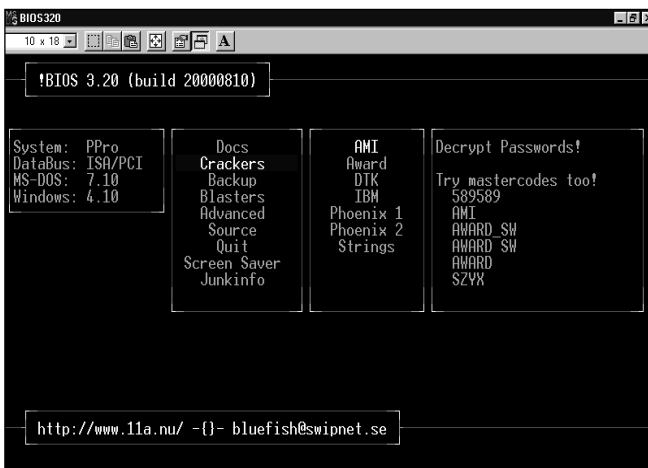 BIOS320
10 x 18
A
!BIOS 3.20 (build 20000810)
System: PPro
DataBus: ISA/PCI
MS-DOS: 7.10
Windows: 4.10
Docs
Crackers
Backup
Blasters
Advanced
Source
Quit
Screen Saver
Junkinfo
AMI
Award
DTK
IBM
Phoenix 1
Phoenix 2
Strings
Decrypt Passwords!
Try mastercodes too!
589589
AMI
AWARD_SW
AWARD SW
AWARD
SZYX
http://www.11a.nu/ -{}- bluefish@swipnet.se